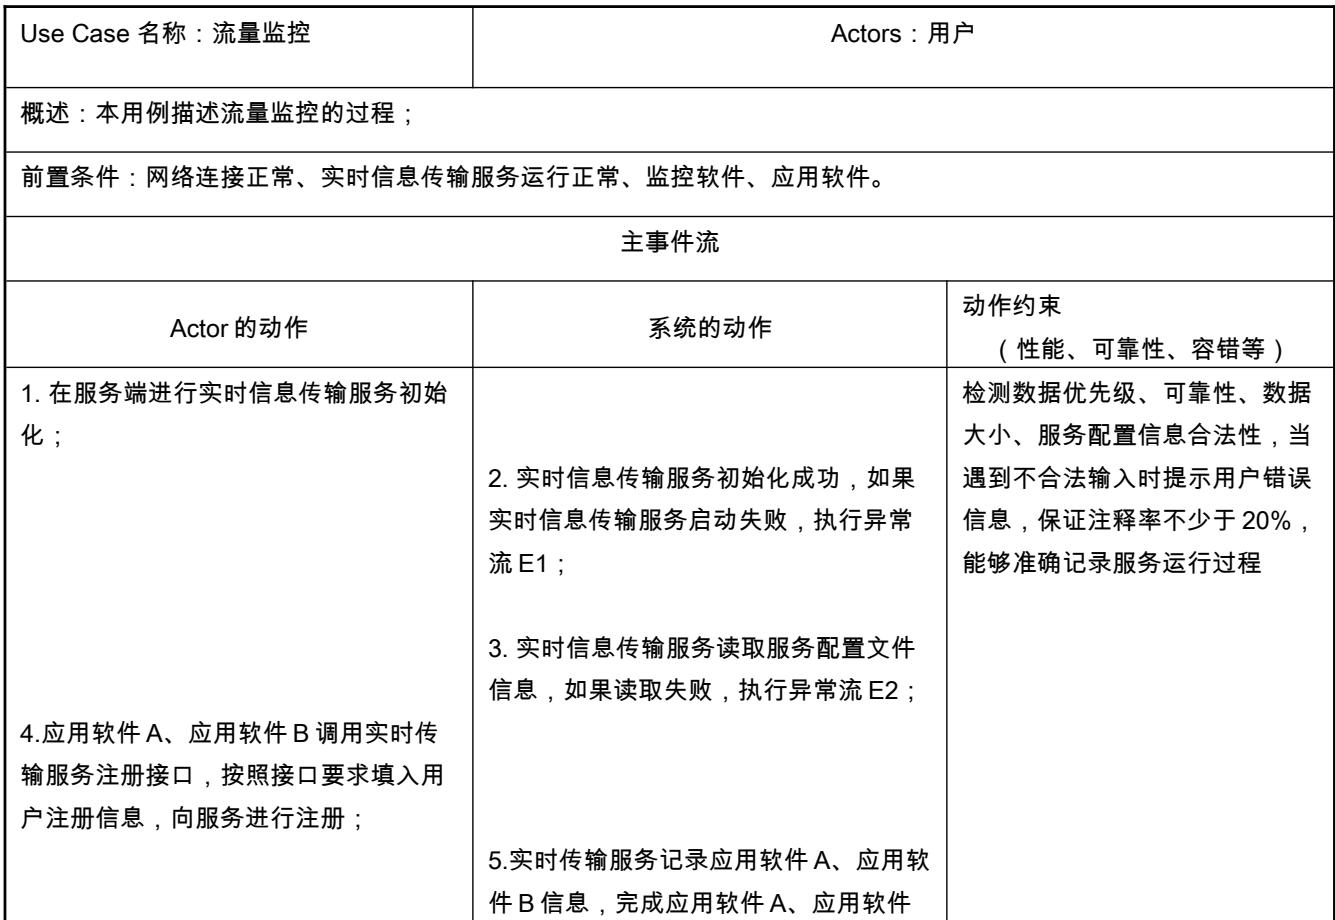 Use Case 名称：流量监控
Actors：用户
概述：本用例描述流量监控的过程；
前置条件：网络连接正常、实时信息传输服务运行正常、监控软件、应用软件。
主事件流
Actor 的动作
系统的动作
动作约束
（性能、可靠性、容错等）
1. 在服务端进行实时信息传输服务初始
化；
2. 实时信息传输服务初始化成功，如果
实时信息传输服务启动失败，执行异常
流 E1；
3. 实时信息传输服务读取服务配置文件
信息，如果读取失败，执行异常流 E2；
4.应用软件 A、应用软件 B 调用实时传
输服务注册接口，按照接口要求填入用
户注册信息，向服务进行注册；
5.实时传输服务记录应用软件 A、应用软
件 B 信息，完成应用软件 A、应用软件
检测数据优先级、可靠性、数据
大小、服务配置信息合法性，当
遇到不合法输入时提示用户错误
信息，保证注释率不少于 20%，
能够准确记录服务运行过程